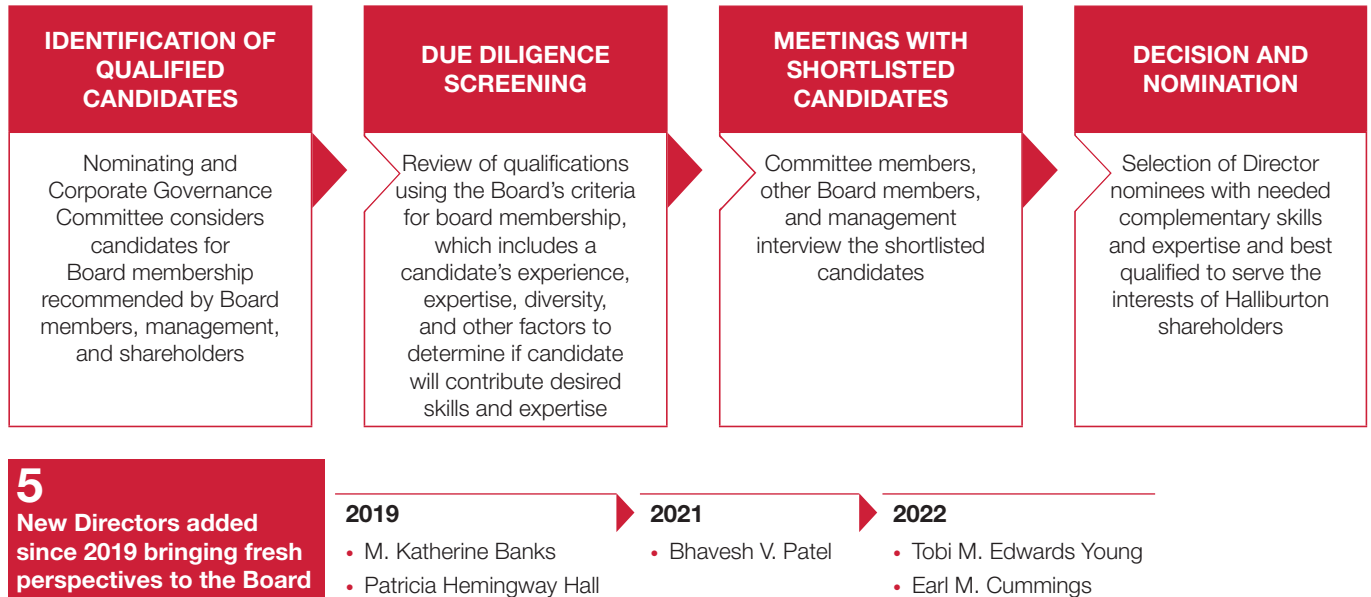 IDENTIFICATION OF
QUALIFIED
CANDIDATES
Nominating and
Corporate Governance
Committee considers
candidates for
Board membership
recommended by Board
members, management,
and shareholders
DUE DILIGENCE
SCREENING
Review of qualifications
using the Board's criteria
for board membership,
which includes a
candidate's experience,
expertise, diversity,
and other factors to
determine if candidate
will contribute desired
skills and expertise
MEETINGS WITH
SHORTLISTED
CANDIDATES
Committee members,
other Board members,
and management
interview the shortlisted
candidates
DECISION AND
NOMINATION
Selection of Director
nominees with needed
complementary skills
and expertise and best
qualified to serve the
interests of Halliburton
shareholders
5
New Directors added
since 2019 bringing fresh
perspectives to the Board
2019
• M. Katherine Banks
• Patricia Hemingway Hall
2021
• Bhavesh V. Patel
2022
• Tobi M. Edwards Young
• Earl M. Cummings